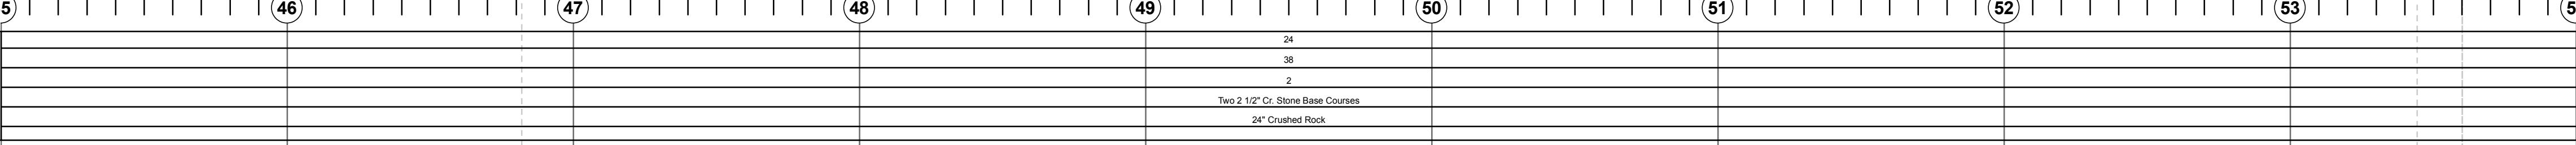 5 46 47 48 49 50 51 52 53 5
24
38
2
Two 2 1/2" Cr. Stone Base Courses
24" Crushed Rock